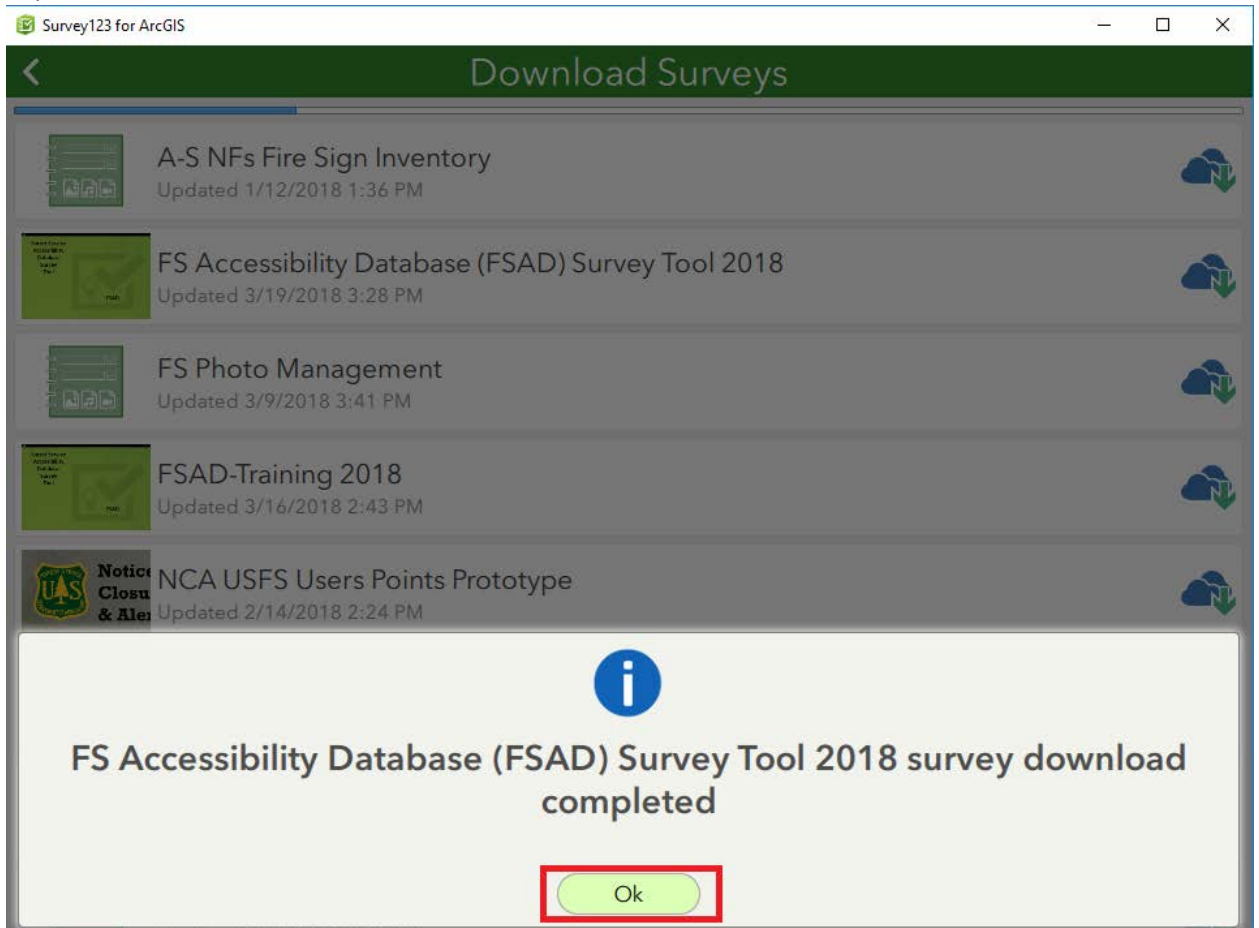 Survey123 for ArcGIS
Download Surveys
A-S NFs Fire Sign Inventory
Updated 1/12/2018 1:36 PM
FS Accessibility Database (FSAD) Survey Tool 2018
Updated 3/19/2018 3:28 PM
FS Photo Management
Updated 3/9/2018 3:41 PM
FSAD-Training 2018
Updated 3/16/2018 2:43 PM
Notice
Closu
& Aler
UAS
NCA USFS Users Points Prototype
Updated 2/14/2018 2:24 PM
FS Accessibility Database (FSAD) Survey Tool 2018 survey download
completed
Ok